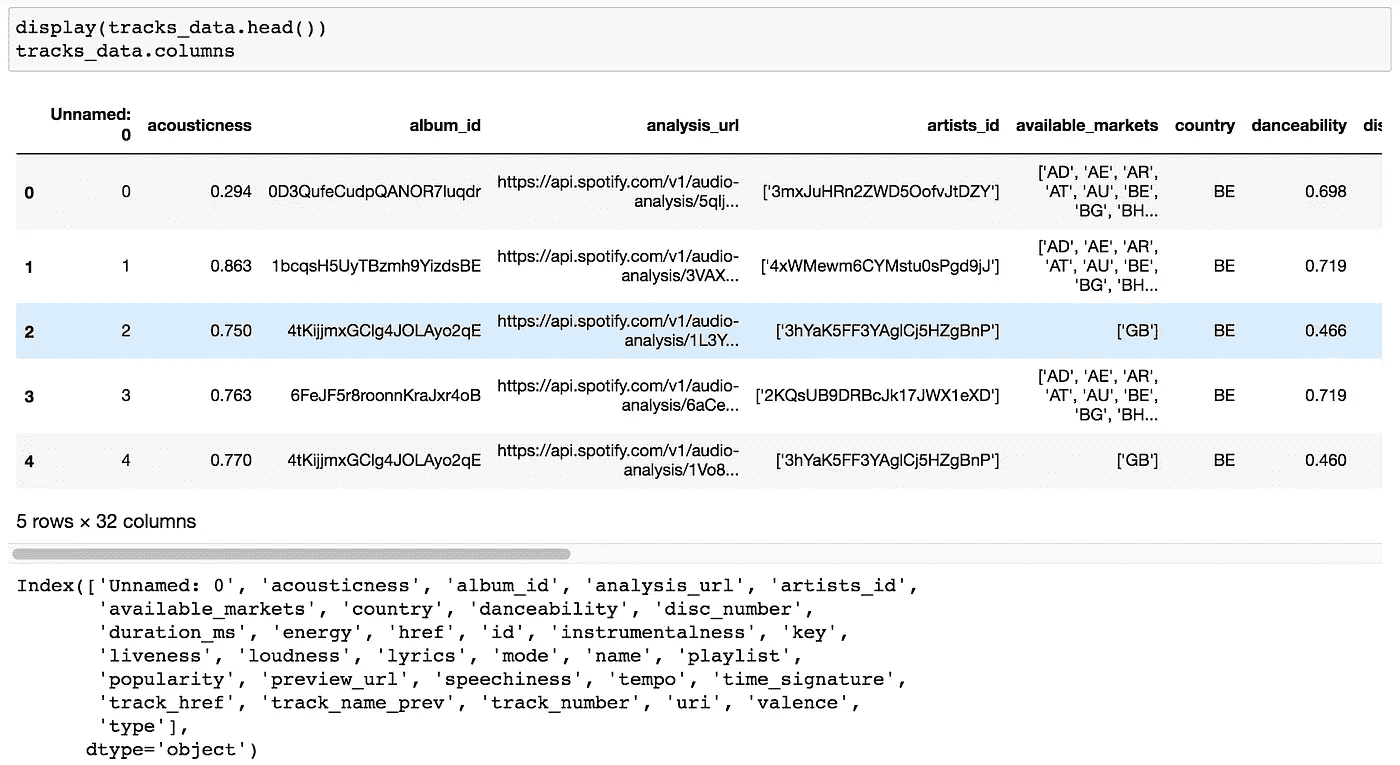 display(tracks_data.head())
tracks_data.columns
Unnamed:
0 acousticness album_id analysis_url artists_id available_markets country danceability dis
0 0 0.294 0D3QufeCudpQANOR7luqdr https://api.spotify.com/v1/audio-
analysis/5qlj... ['3mxJuHRn2ZWD5OofvJtDZY'] ['AD', 'AE', 'AR',
'AT', 'AU', 'BE',
'BG', 'BH... BE 0.698
1 1 0.863 1bcqsH5UyTBzmh9YizdsBE https://api.spotify.com/v1/audio-
analysis/3VAX... ['4xWMewm6CYMstu0sPgd9jJ'] ['AD', 'AE', 'AR',
'AT', 'AU', 'BE',
'BG', 'BH... BE 0.719
2 2 0.750 4tKijjmxGClg4JOLAyo2qE https://api.spotify.com/v1/audio-
analysis/1L3Y... ['3hYaK5FF3YAglCj5HZgBnP'] ['GB'] BE 0.466
3 3 0.763 6FeJF5r8roonnKraJxr4oB https://api.spotify.com/v1/audio-
analysis/6aCe... ['2KQsUB9DRBcJk17JWX1eXD'] ['AD', 'AE', 'AR',
'AT', 'AU', 'BE',
'BG', 'BH... BE 0.719
4 4 0.770 4tKijjmxGClg4JOLAyo2qE https://api.spotify.com/v1/audio-
analysis/1Vo8... ['3hYaK5FF3YAglCj5HZgBnP'] ['GB'] BE 0.460
5 rows × 32 columns
Index(['Unnamed: 0', 'acousticness', 'album_id', 'analysis_url', 'artists_id',
'available_markets', 'country', 'danceability', 'disc_number',
'duration_ms', 'energy', 'href', 'id', 'instrumentalness', 'key',
'liveness', 'loudness', 'lyrics', 'mode', 'name', 'playlist',
'popularity', 'preview_url', 'speechiness', 'tempo', 'time_signature',
'track_href', 'track_name_prev', 'track_number', 'uri', 'valence',
'type'],
dtype='object')